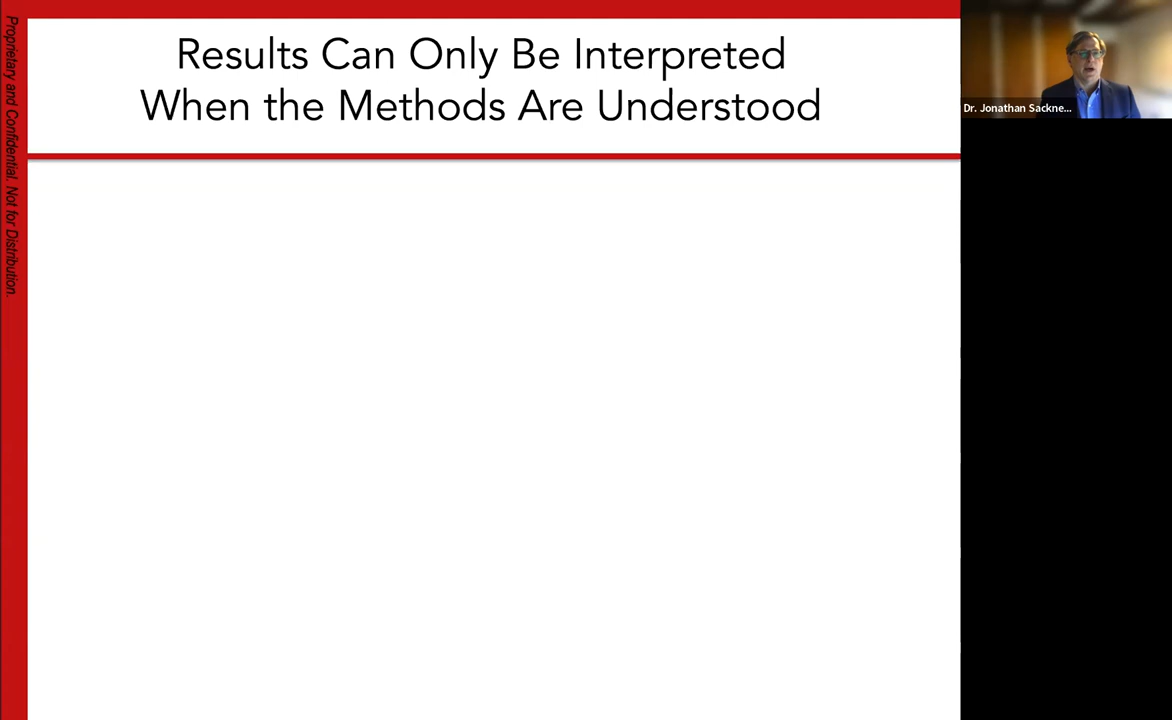 Results Can Only Be Interpreted
When the Methods Are Understood
Proprietary and Confidential. Not for Distribution.
Dr. Jonathan Sackne...